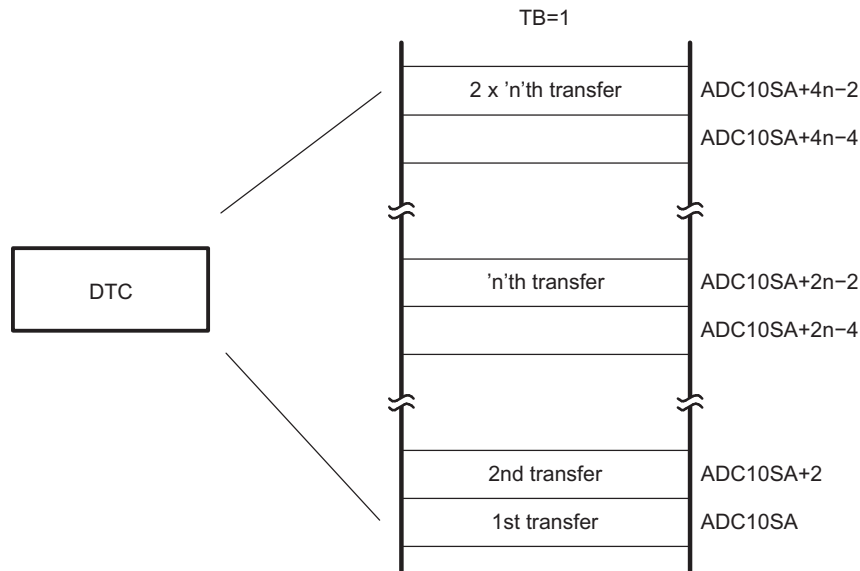 TB=1
2 x ’n’th transfer ADC10SA+4n−2
ADC10SA+4n−4
’n’th transfer ADC10SA+2n−2
DTC
ADC10SA+2n−4
2nd transfer ADC10SA+2
1st transfer ADC10SA